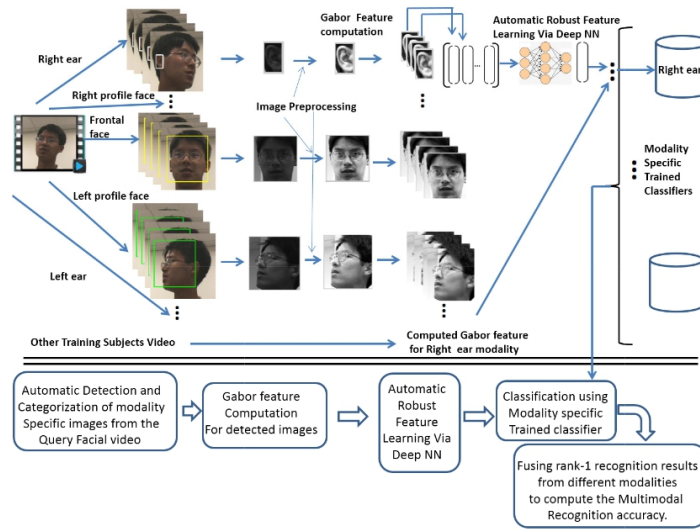 Gabor Feature
computation
Automatic Robust Feature
Learning Via Deep NN
Right ear
Right ear
Right profile face
Image Preprocessing
Frontal
face
Modality
Specific
Trained
Classifiers
Left profile face
Left ear
Other Training Subjects Video
Computed Gabor feature
for Right ear modality
Automatic Detection and
Categorization of modality
Specific images from the
Query Facial video
Gabor feature
Computation
For detected images
Automatic
Robust
Feature
Learning Via
Deep NN
Classification using
Modality specific
Trained classifier
Fusing rank-1 recognition results
from different modalities
to compute the Multimodal
Recognition accuracy.